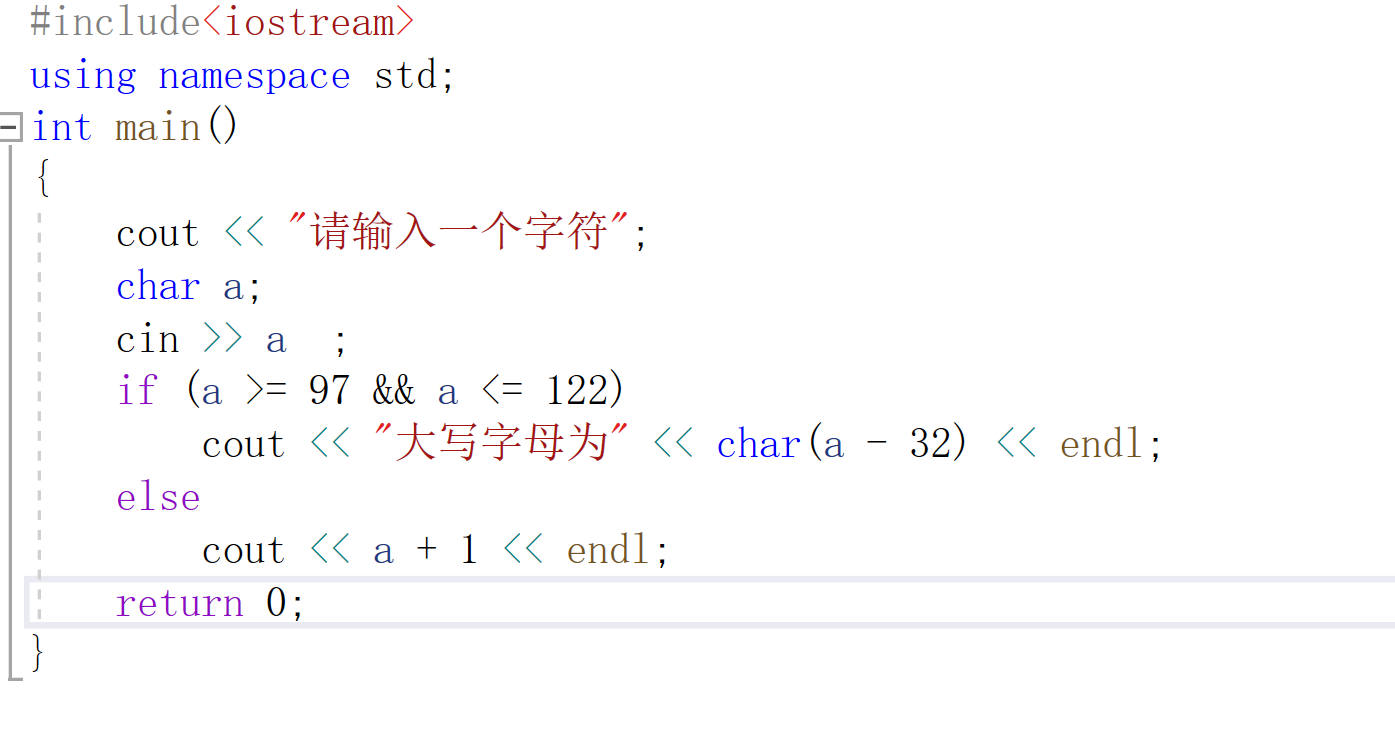 #include<iostream>
using namespace std;
int main()
{
    cout << "请输入一个字符";
    char a;
    cin >> a  ;
    if (a >= 97 && a <= 122)
        cout << "大写字母为" << char(a - 32) << endl;
    else
        cout << a + 1 << endl;
    return 0;
}